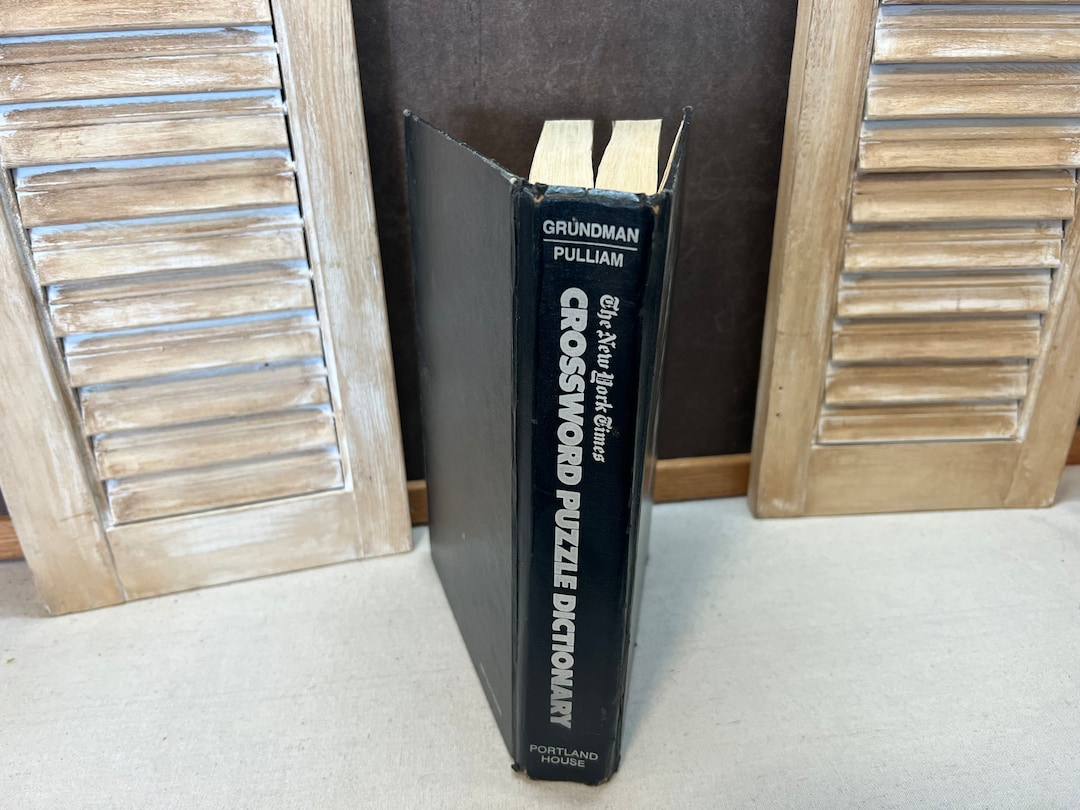 GRUNDMAN
PULLIAM
The New York Times
CROSSWORD PUZZLE DICTIONARY
PORTLAND
HOUSE